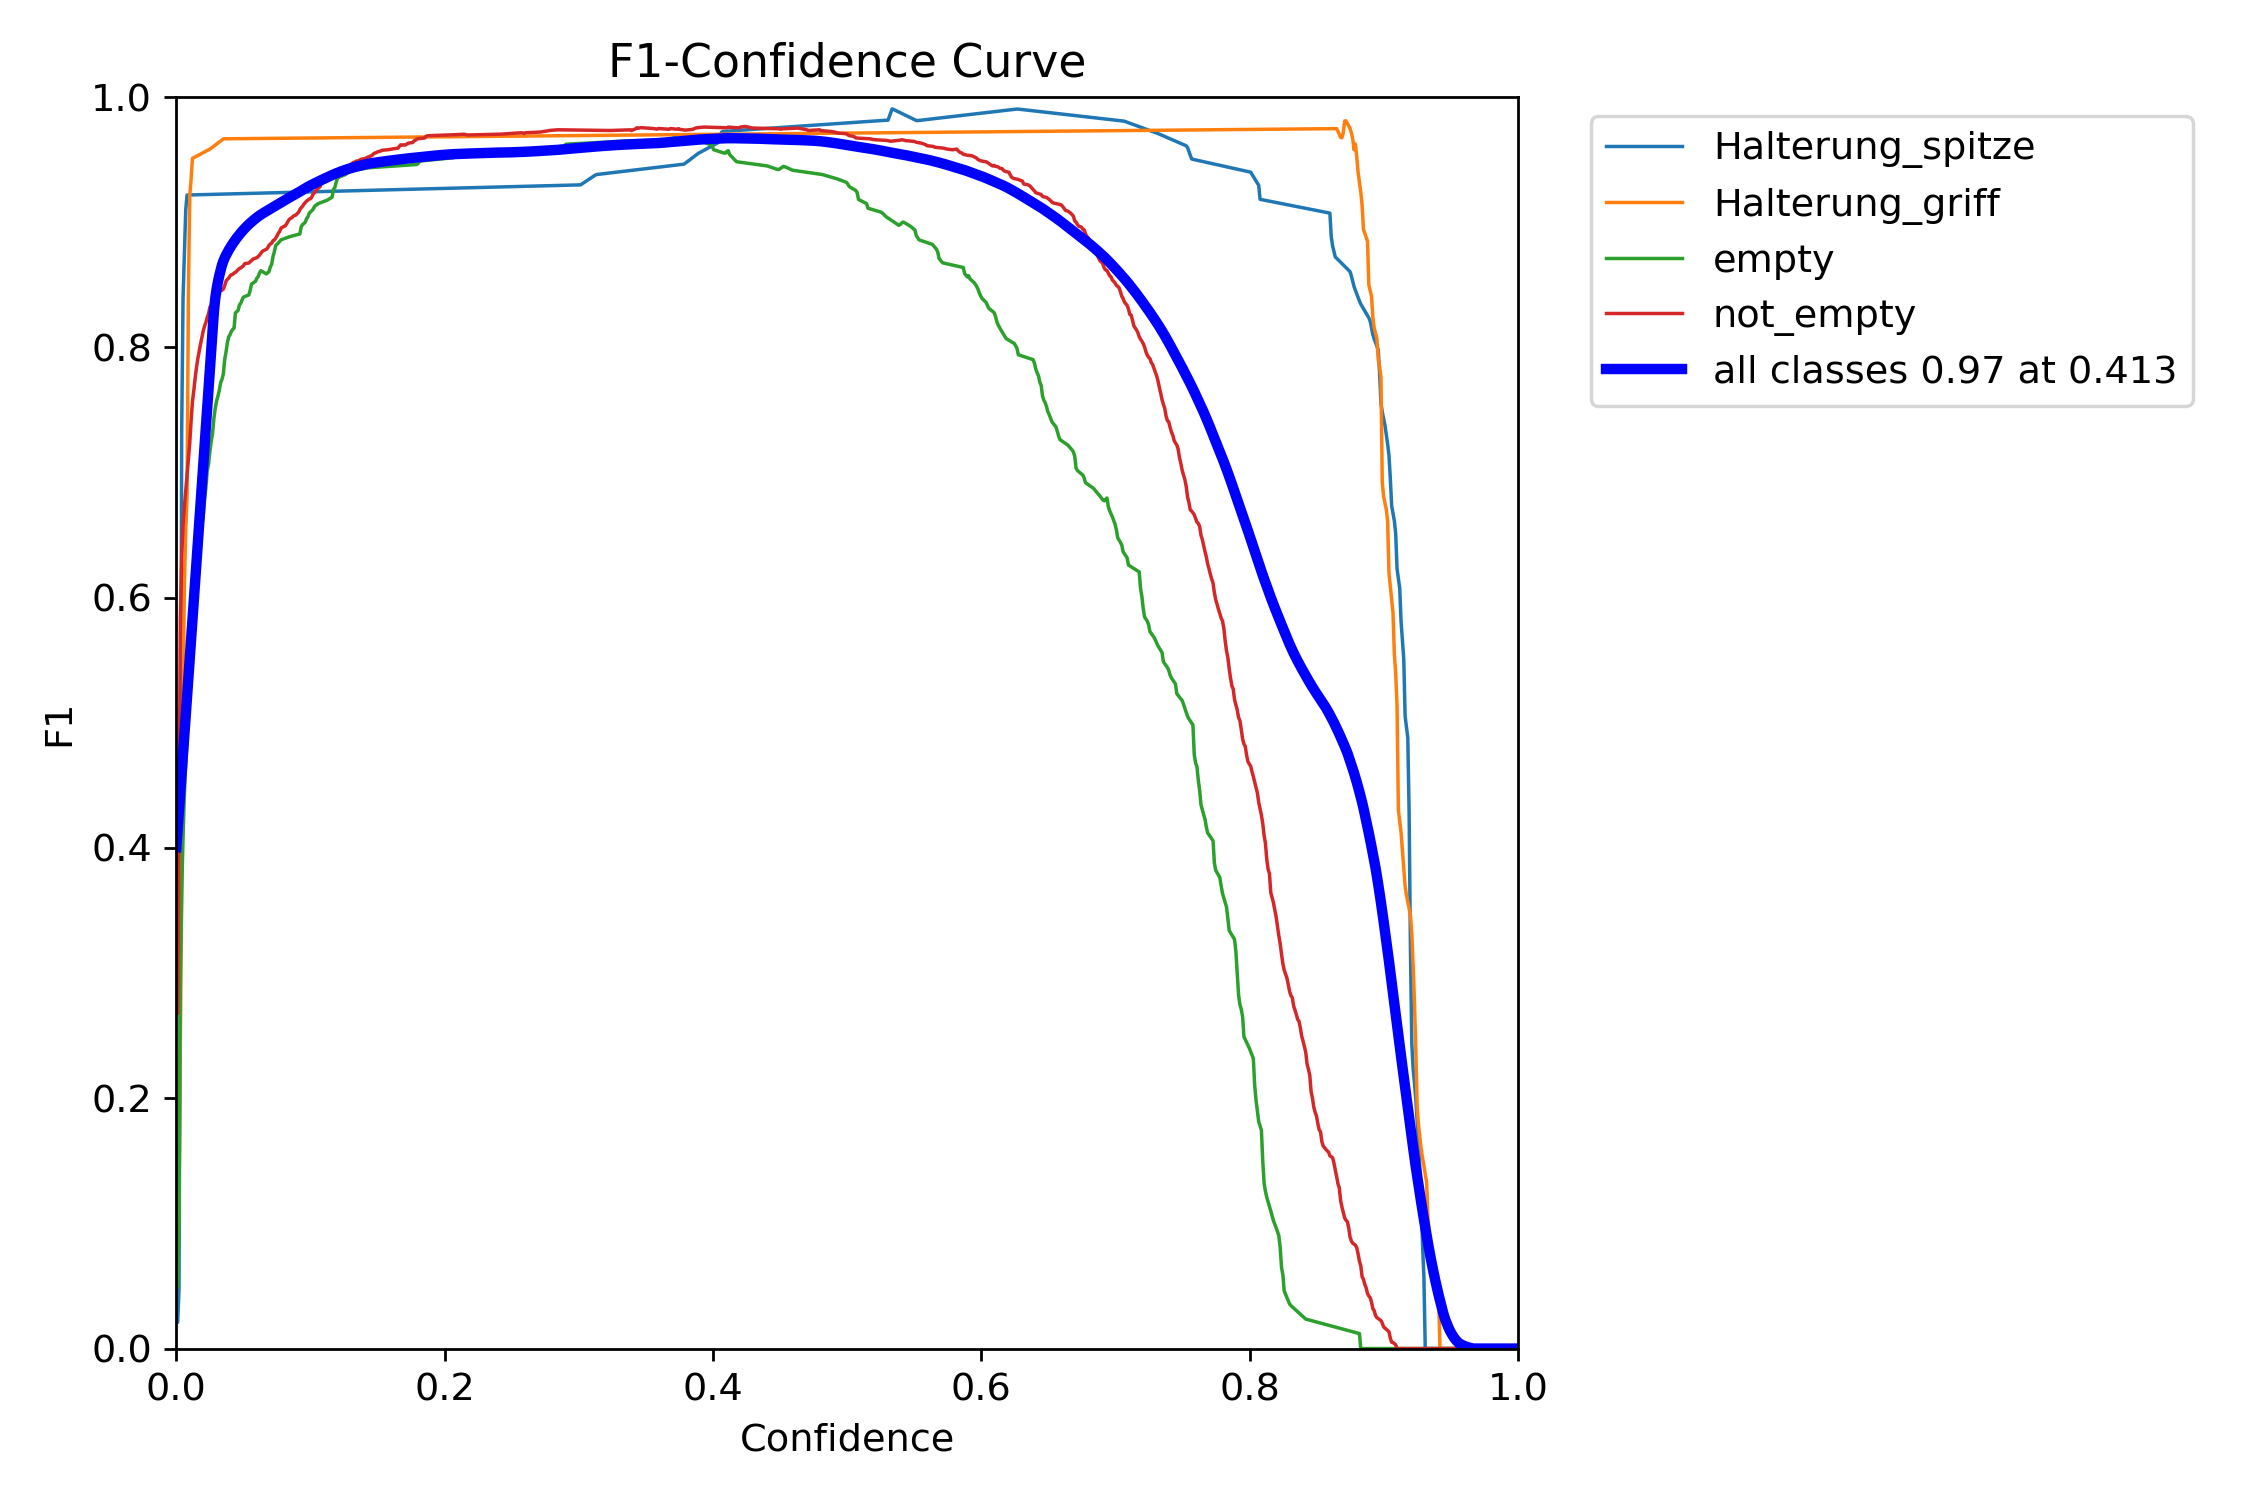 F1-Confidence Curve
1.0
0.8
0.6
0.4
0.2
0.0
F1
0.0 0.2 0.4 0.6 0.8 1.0
Confidence
Halterung_spitze
Halterung_griff
empty
not_empty
all classes 0.97 at 0.413